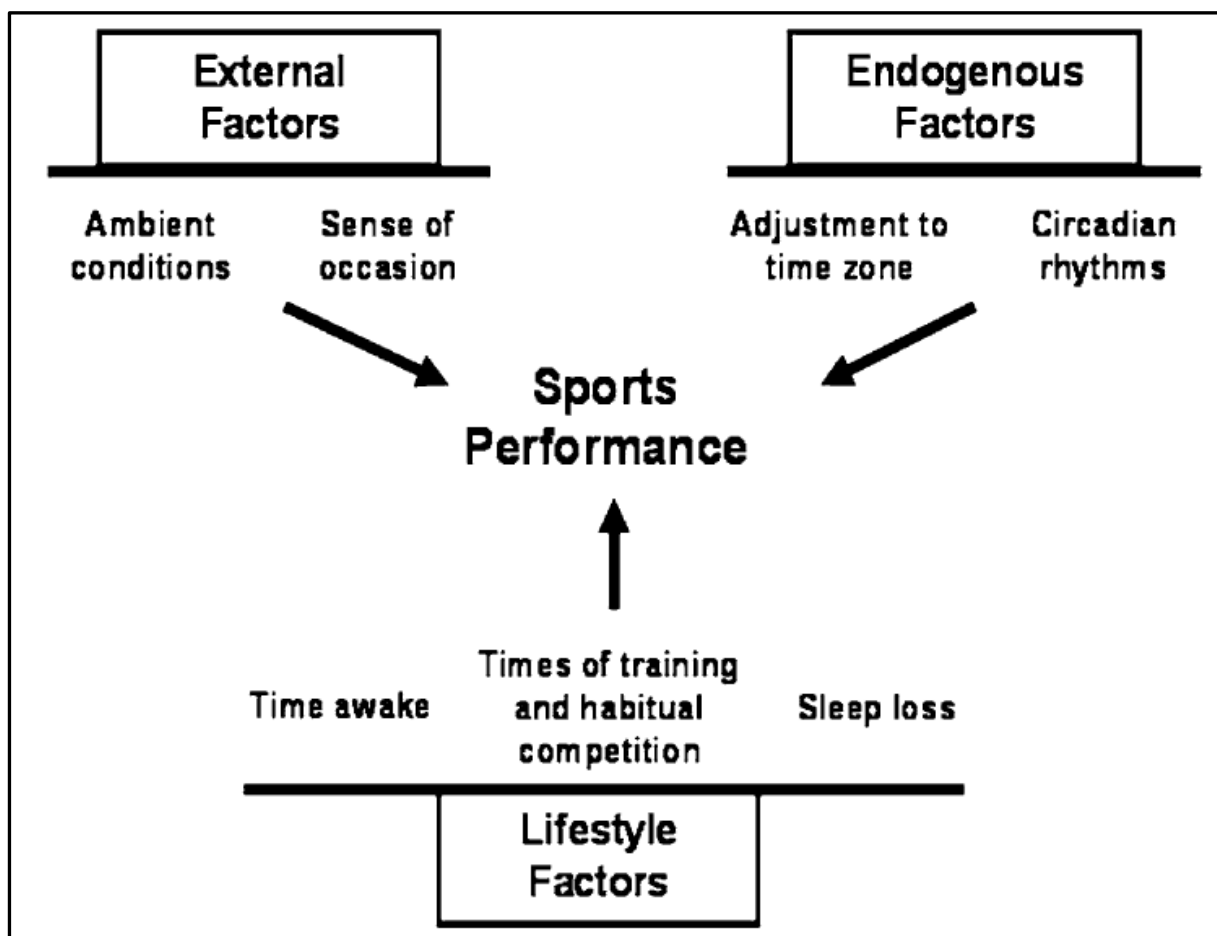 External
Factors
Endogenous
Factors
Ambient
conditions
Sense of
occasion
Adjustment to
time zone
Circadian
rhythms
Sports
Performance
Time awake
Times of training
and habitual
competition
Sleep loss
Lifestyle
Factors